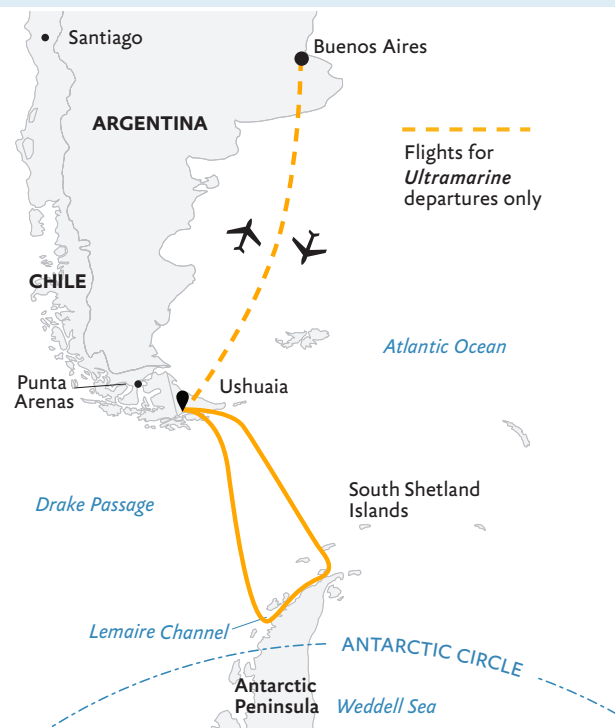 Santiago
Buenos Aires
ARGENTINA
Flights for
Ultramarine
departures only
CHILE
Atlantic Ocean
Punta
Arenas
Ushuaia
Drake Passage
South Shetland
Islands
Lemaire Channel
ANTARCTIC CIRCLE
Antarctic
Peninsula
Weddell Sea